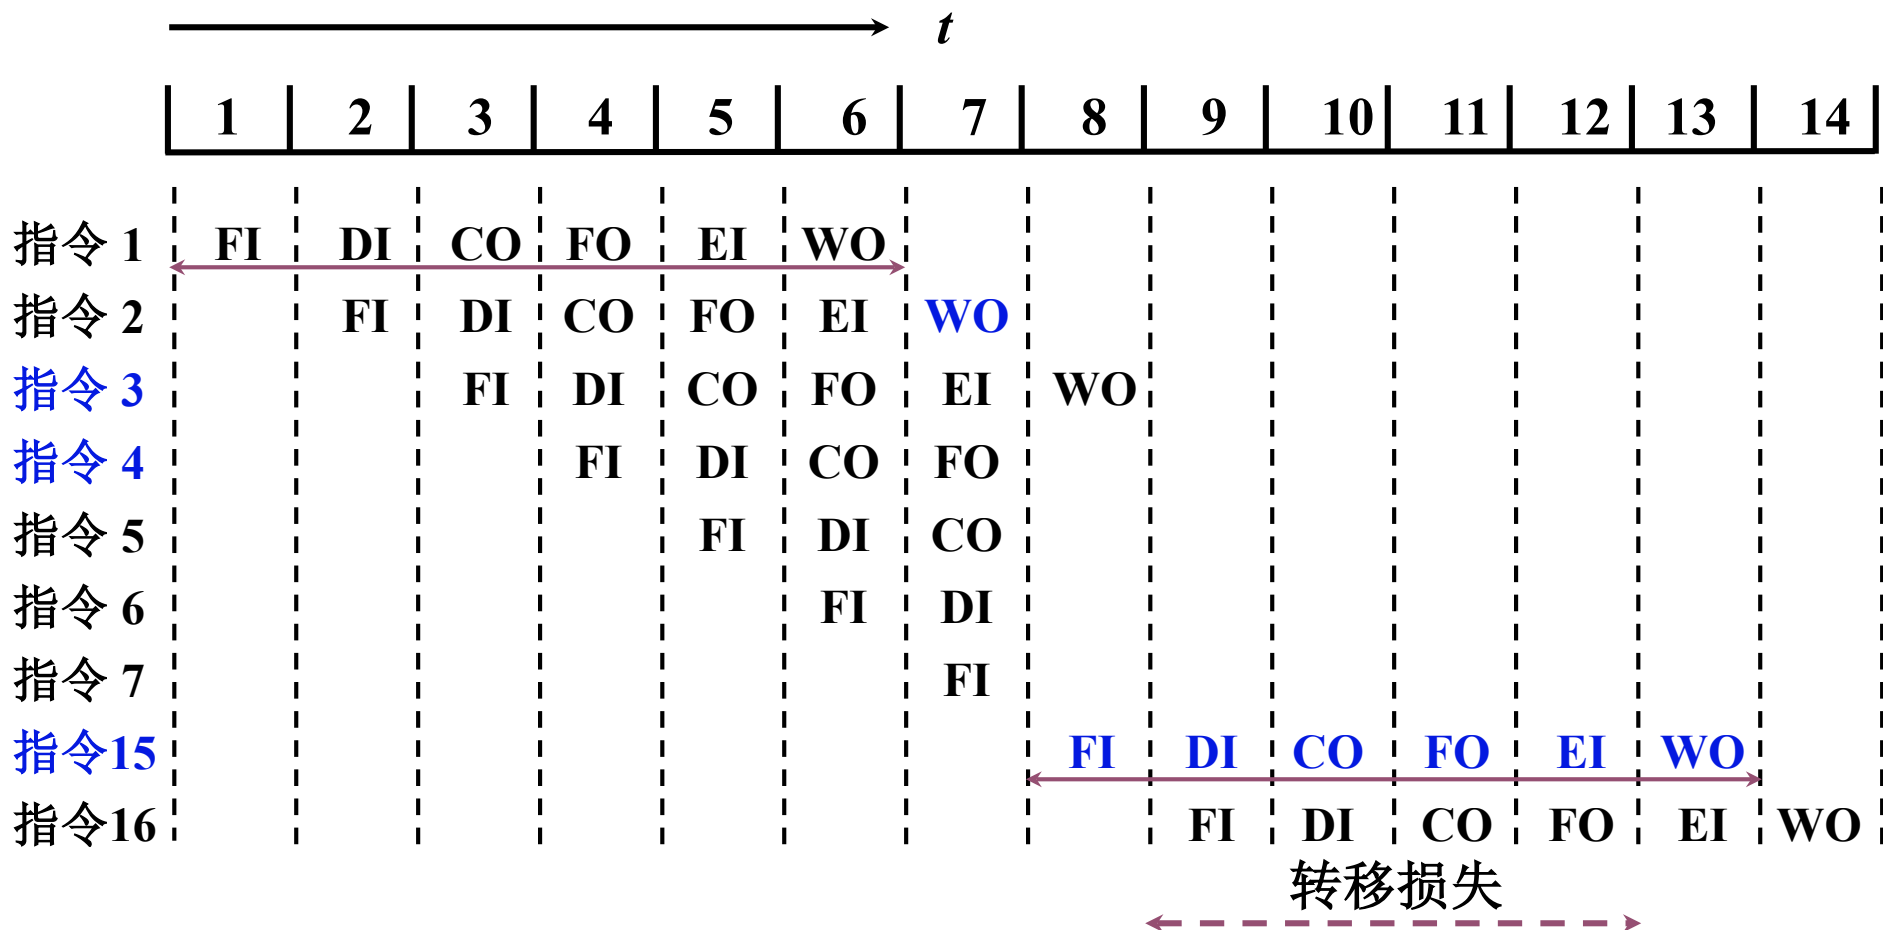 t
1 2 3 4 5 6 7 8 9 10 11 12 13 14
指令 1 FI DI CO FO EI WO
指令 2 FI DI CO FO EI WO
指令 3 FI DI CO FO EI WO
指令 4 FI DI CO FO
指令 5 FI DI CO
指令 6 FI DI
指令 7 FI
指令15 FI DI CO FO EI WO
指令16 FI DI CO FO EI WO
转移损失